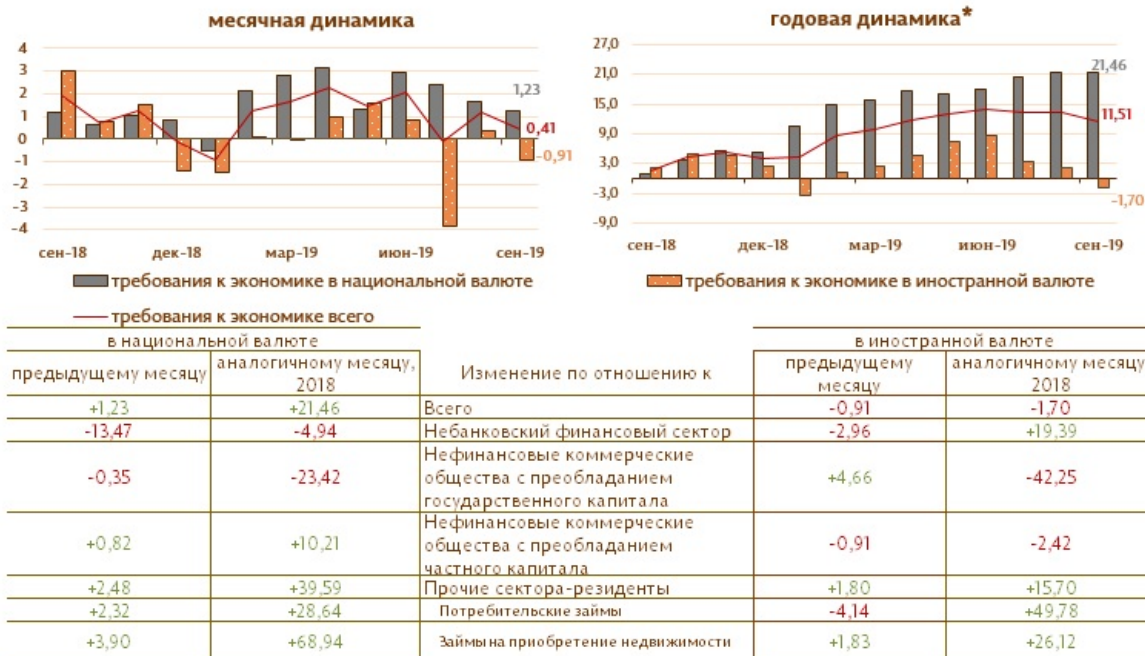 месячная динамика
4
3
2
1
0
-1
-2
-3
-4
1,23
0,41
-0,91
сен-18 дек-18 мар-19 июн-19 сен-19
годовая динамика*
27,0
21,0
15,0
9,0
3,0
-3,0
-9,0
21,46
11,51
-1,70
сен-18 дек-18 мар-19 июн-19 сен-19
требования к экономике в национальной валюте
требования к экономике в иностранной валюте
требования к экономике всего
в национальной валюте
в иностранной валюте
предыдущему месяцу
аналогичному месяцу,
2018
Изменение по отношению к
предыдущему
месяцу
аналогичному месяцу
2018
+1,23 +21,46 Всего -0,91 -1,70
-13,47 -4,94 Небанковский финансовый сектор -2,96 +19,39
Нефинансовые коммерческие
-0,35 -23,42 общества с преобладанием +4,66 -42,25
государственного капитала
Нефинансовые коммерческие
+0,82 +10,21 общества с преобладанием -0,91 -2,42
частного капитала
+2,48 +39,59 Прочие сектора-резиденты +1,80 +15,70
+2,32 +28,64 Потребительские займы -4,14 +49,78
+3,90 +68,94 Займы на приобретение недвижимости +1,83 +26,12